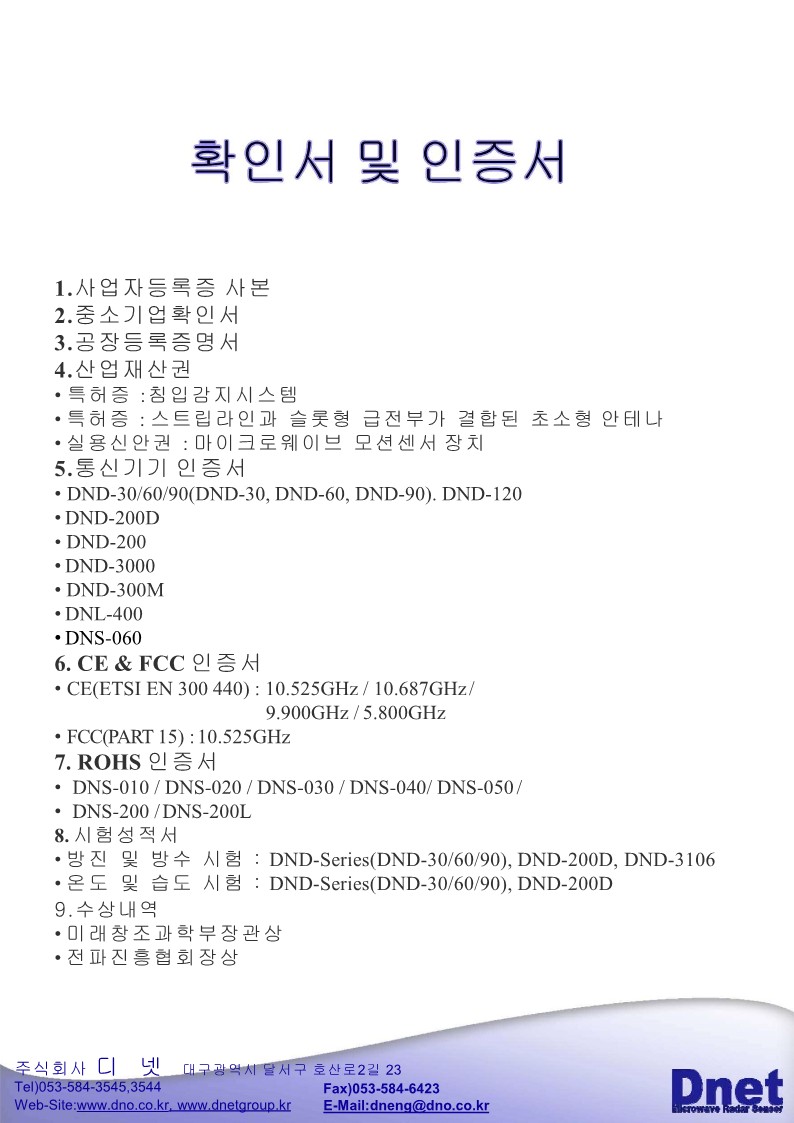 확인서 및 인증서
1.사업자등록증 사본
2.중소기업확인서
3.공장등록증명서
4.산업재산권
• 특허증 :침입감지시스템
• 특허증 : 스트립라인과 슬롯형 급전부가 결합된 초소형 안테나
• 실용신안권 : 마이크로웨이브 모션센서 장치
5.통신기기 인증서
• DND-30/60/90(DND-30, DND-60, DND-90). DND-120
• DND-200D
• DND-200
• DND-3000
• DND-300M
• DNL-400
• DNS-060
6. CE & FCC 인증서
• CE(ETSI EN 300 440) : 10.525GHz / 10.687GHz/
9.900GHz / 5.800GHz
• FCC(PART 15) : 10.525GHz
7. ROHS 인증서
• DNS-010 / DNS-020 / DNS-030 / DNS-040/ DNS-050/
• DNS-200 / DNS-200L
8. 시험성적서
• 방진 및 방수 시험 : DND-Series(DND-30/60/90), DND-200D, DND-3106
• 온도 및 습도 시험 : DND-Series(DND-30/60/90), DND-200D
9.수상내역
• 미래창조과학부장관상
• 전파진흥협회장상
주식회사 디 넷 대구광역시 달서구 호산로2길 23
Tel)053-584-3545,3544 Fax)053-584-6423
Web-Site:www.dno.co.kr, www.dnetgroup.kr E-Mail:dneng@dno.co.kr
Dnet
Microwave Radar Sensor